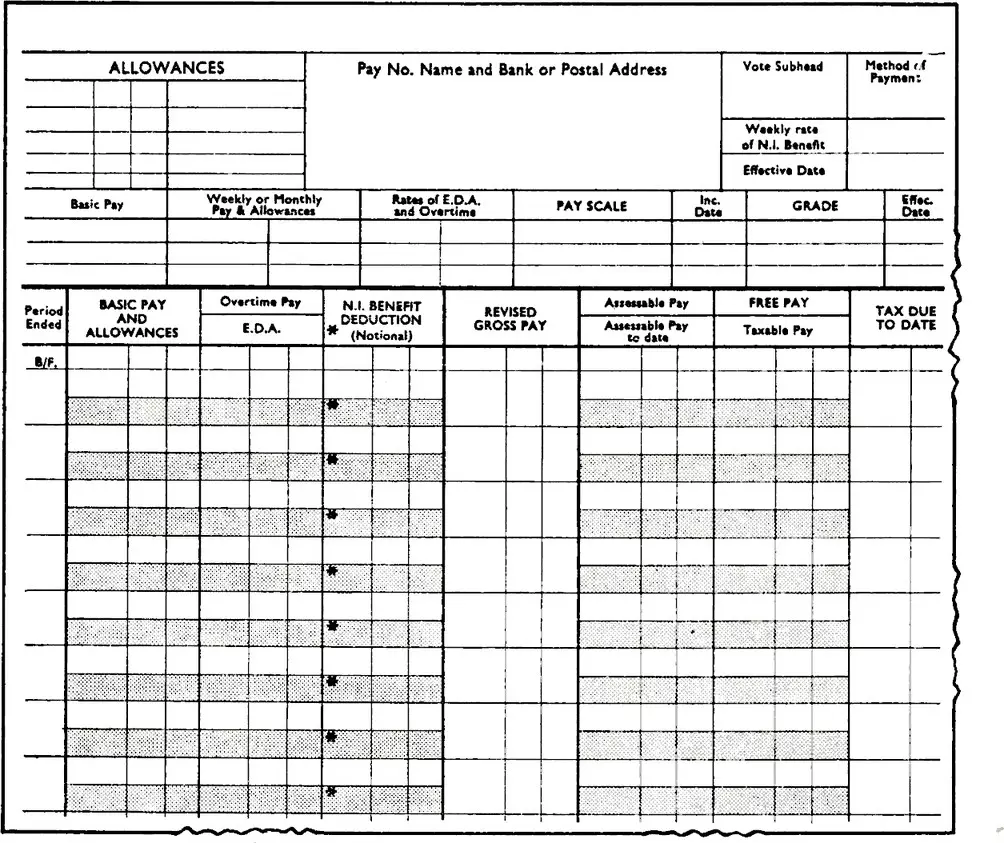 ALLOWANCES
Pay No. Name and Bank or Postal Address
Vote Subhead
Method of
Payment
Weekly rate
of N.I. Benefit
Effective Date
Basic Pay
Weekly or Monthly
Pay & Allowances
Rates of E.D.A.
and Overtime
PAY SCALE
Inc.
Date
GRADE
Effec.
Date
Period
Ended
BASIC PAY
AND
ALLOWANCES
Overtime Pay
E.D.A.
N.I. BENEFIT
* DEDUCTION
(Notional)
REVISED
GROSS PAY
Assessable Pay
Assessable Pay
to date
FREE PAY
Taxable Pay
TAX DUE
TO DATE
B/F.
*
*
*
*
*
*
*
*